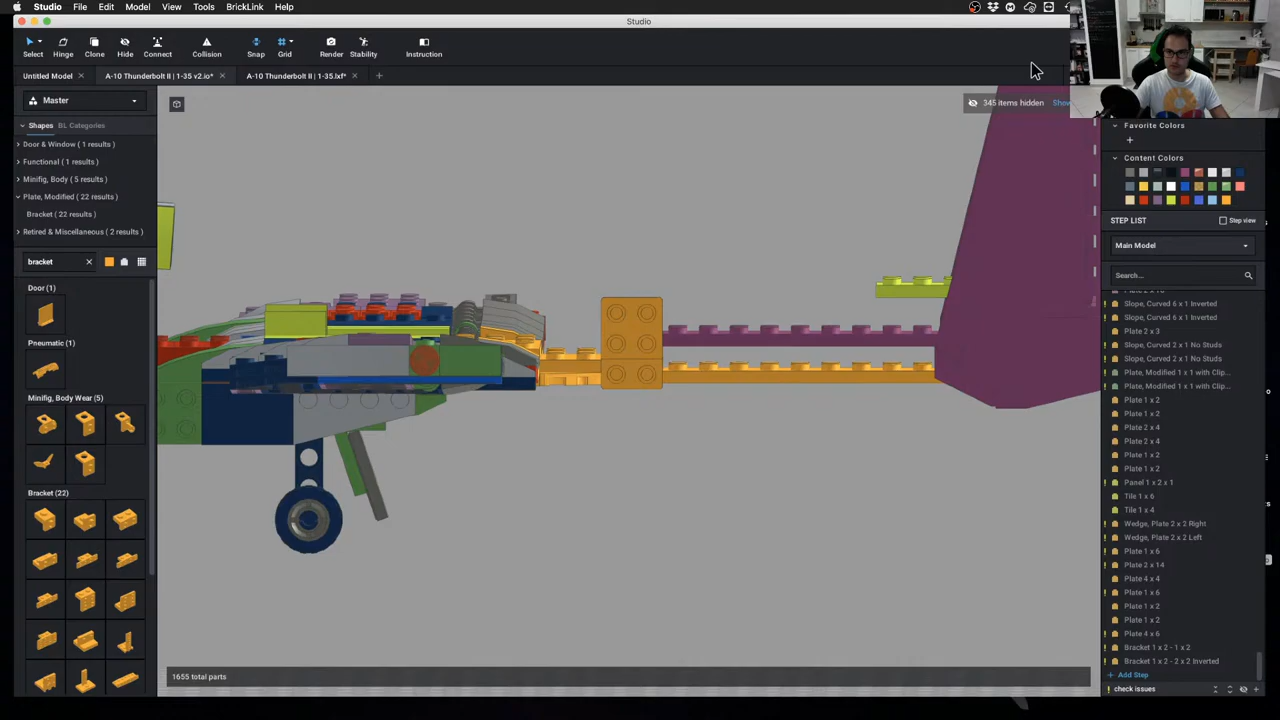 Studio File Edit Model View Tools BrickLink Help
Studio
Select Hinge Clone Hide Connect Collision Snap Grid Render Stability Instruction
Untitled Model A-10 Thunderbolt II | 1-35 v2.io* A-10 Thunderbolt II | 1-35.lxf*
Master
345 items hidden Show
Shapes BL Categories
Door & Window ( 1 results )
Functional ( 1 results )
Minifig, Body ( 5 results )
Plate, Modified ( 22 results )
Bracket ( 22 results )
Retired & Miscellaneous ( 2 results )
bracket
Door (1)
Pneumatic (1)
Minifig, Body Wear (5)
Bracket (22)
1655 total parts
Favorite Colors
Content Colors
STEP LIST Step view
Main Model
Search...
Slope, Curved 6 x 1 Inverted
Slope, Curved 6 x 1 Inverted
Plate 2 x 3
Slope, Curved 2 x 1 No Studs
Slope, Curved 2 x 1 No Studs
Plate, Modified 1 x 1 with Clip...
Plate, Modified 1 x 1 with Clip...
Plate 1 x 2
Plate 1 x 2
Plate 2 x 4
Plate 2 x 4
Plate 1 x 2
Plate 1 x 2
Panel 1 x 2 x 1
Tile 1 x 6
Tile 1 x 4
Wedge, Plate 2 x 2 Right
Wedge, Plate 2 x 2 Left
Plate 1 x 6
Plate 2 x 14
Plate 4 x 4
Plate 1 x 6
Plate 1 x 2
Plate 1 x 2
Plate 4 x 6
Bracket 1 x 2 - 1 x 2
Bracket 1 x 2 - 2 x 2 Inverted
Add Step
check issues